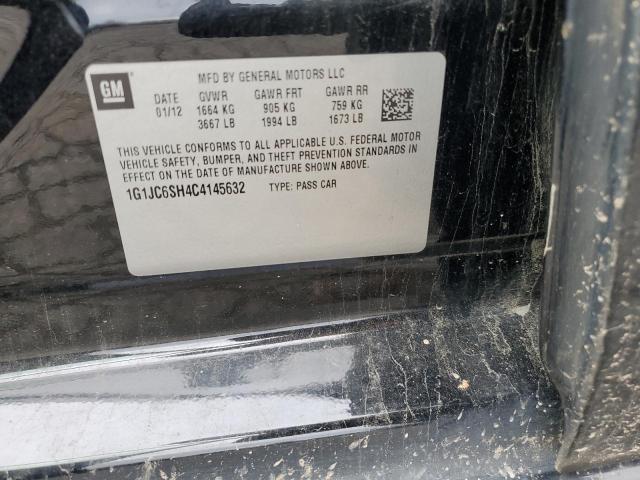 GM
MFD BY GENERAL MOTORS LLC
DATE GVWR GAWR FRT GAWR RR
01/12 1664 KG 905 KG 759 KG
3667 LB 1994 LB 1673 LB
THIS VEHICLE CONFORMS TO ALL APPLICABLE U.S. FEDERAL MOTOR
VEHICLE SAFETY, BUMPER, AND THEFT PREVENTION STANDARDS IN
EFFECT ON THE DATE OF MANUFACTURE SHOWN ABOVE.
1G1JC6SH4C4145632 TYPE: PASS CAR